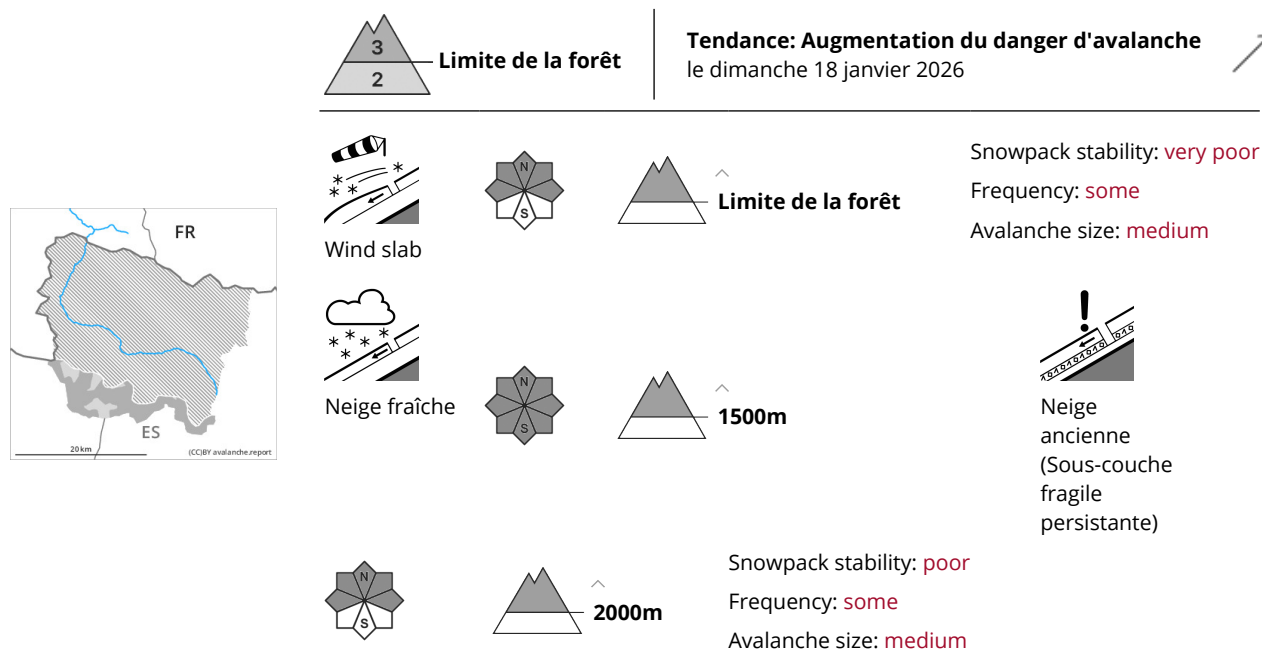 3
2
Limite de la forêt
Tendance: Augmentation du danger d'avalanche
le dimanche 18 janvier 2026
FR
ES
20 km
(CC)BY avalanche.report
N
S
Wind slab
Limite de la forêt
Snowpack stability: very poor
Frequency: some
Avalanche size: medium
N
S
Neige fraîche
1500m
Neige
ancienne
(Sous-couche
fragile
persistante)
N
S
2000m
Snowpack stability: poor
Frequency: some
Avalanche size: medium